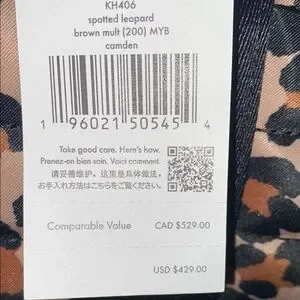 KH406
spotted leopard
brown mult (200) MYB
camden
1 96021 50545 4
Take good care. Here's how.
Prenez-en bien soin. Voici comment.
请妥善维护。这里是具体做法。
お手入れ方法はこちらをご覧ください。
Comparable Value CAD $529.00
USD $429.00